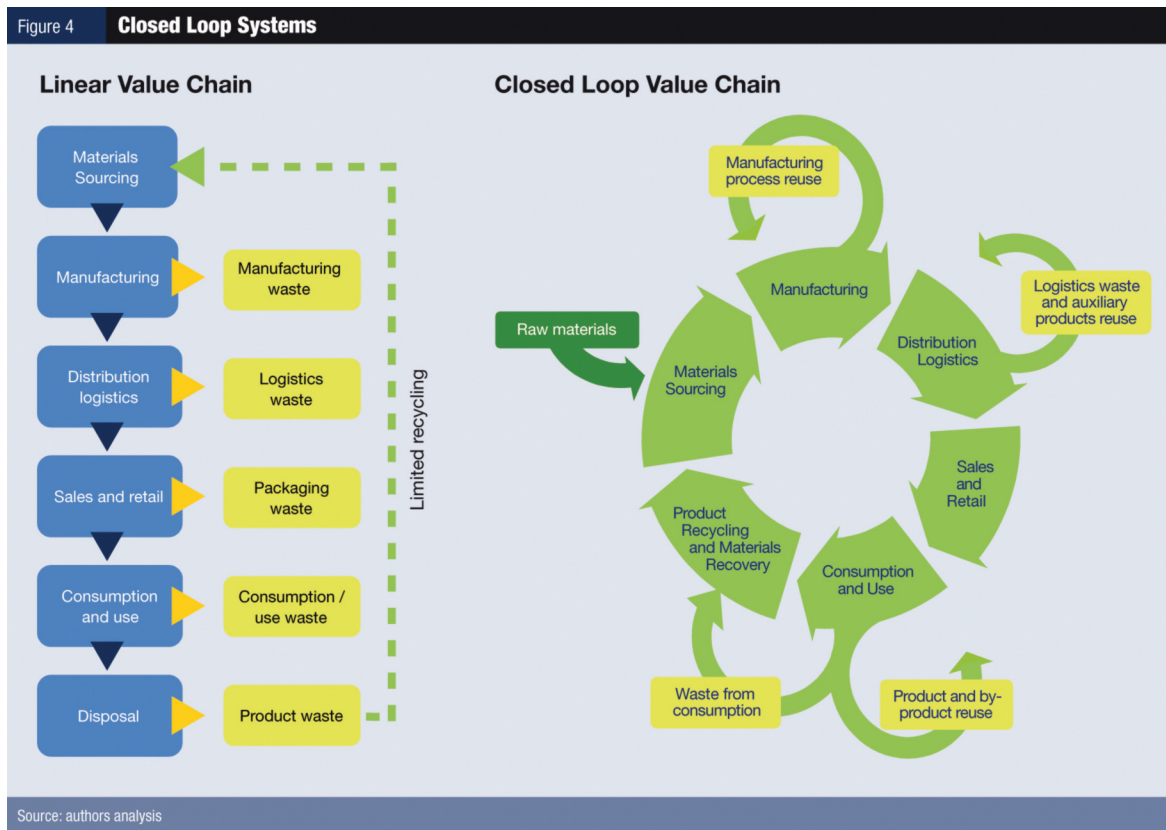 Figure 4
Closed Loop Systems
Linear Value Chain
Materials
Sourcing
Manufacturing
Manufacturing
waste
Distribution
logistics
Logistics
waste
Sales and retail
Packaging
waste
Consumption
and use
Consumption /
use waste
Disposal
Product waste
Limited recycling
Closed Loop Value Chain
Manufacturing
process reuse
Manufacturing
Logistics waste
and auxiliary
products reuse
Raw materials
Distribution
Logistics
Materials
Sourcing
Sales
and
Retail
Product
Recycling
and Materials
Recovery
Consumption
and Use
Waste from
consumption
Product and by-
product reuse
Source: authors analysis